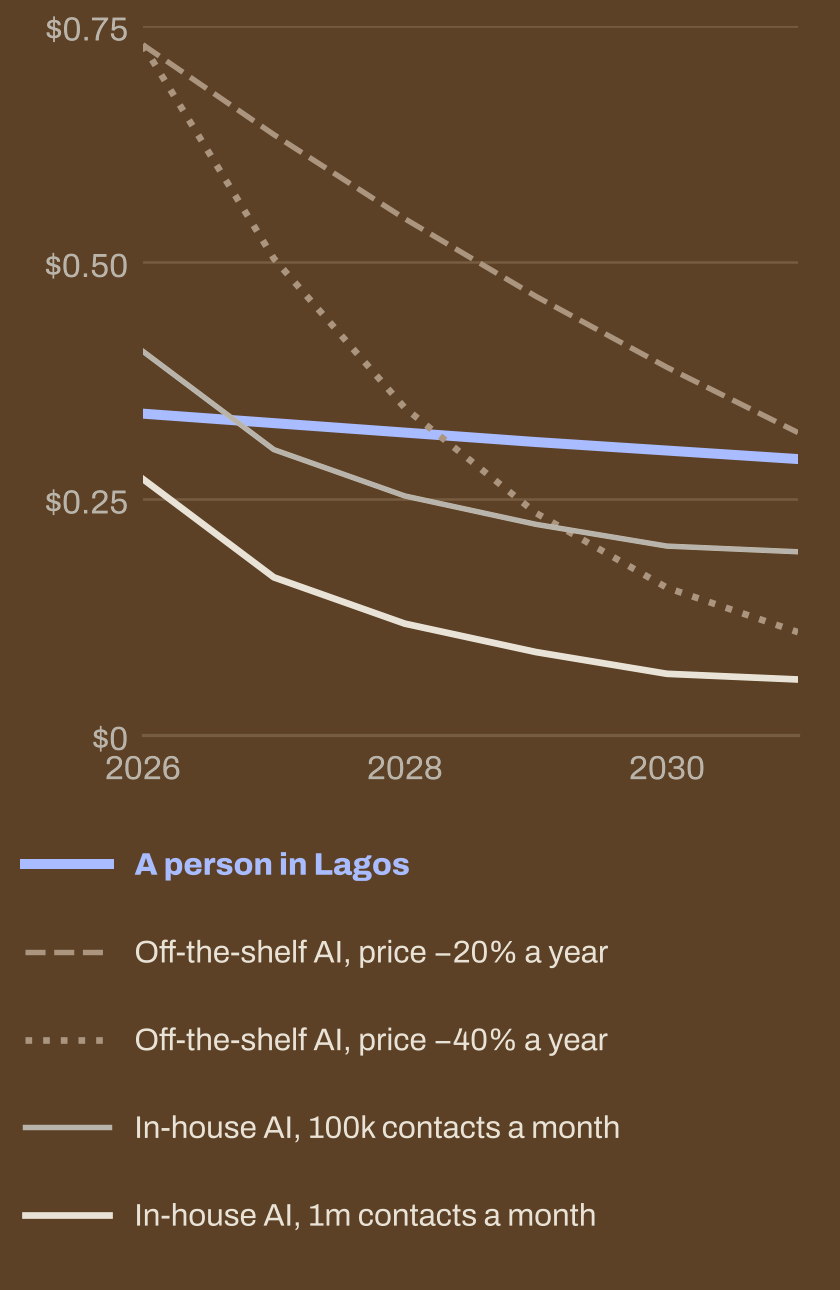 $0.75
$0.50
$0.25
$0
2026 2028 2030
A person in Lagos
Off-the-shelf AI, price −20% a year
Off-the-shelf AI, price −40% a year
In-house AI, 100k contacts a month
In-house AI, 1m contacts a month